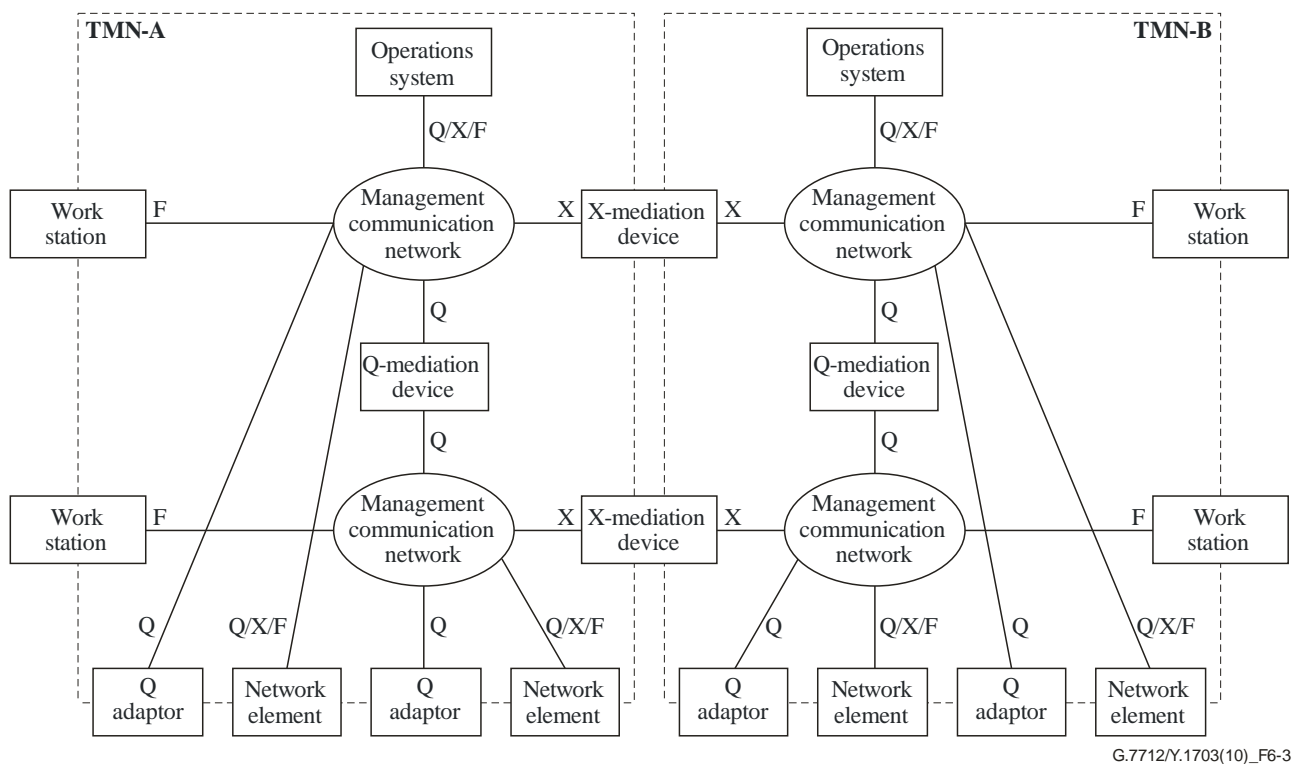 TMN-A
TMN-B
Operations
system
Operations
system
Q/X/F
Q/X/F
Work
station
F
Management
communication
network
X
X-mediation
device
X
Management
communication
network
F
Work
station
Q
Q
Q-mediation
device
Q-mediation
device
Q
Q
Work
station
F
Management
communication
network
X
X-mediation
device
X
Management
communication
network
F
Work
station
Q
Q/X/F
Q
Q/X/F
Q
Q/X/F
Q
Q/X/F
Q
adaptor
Network
element
Q
adaptor
Network
element
Q
adaptor
Network
element
Q
adaptor
Network
element
G.7712/Y.1703(10)_F6-3